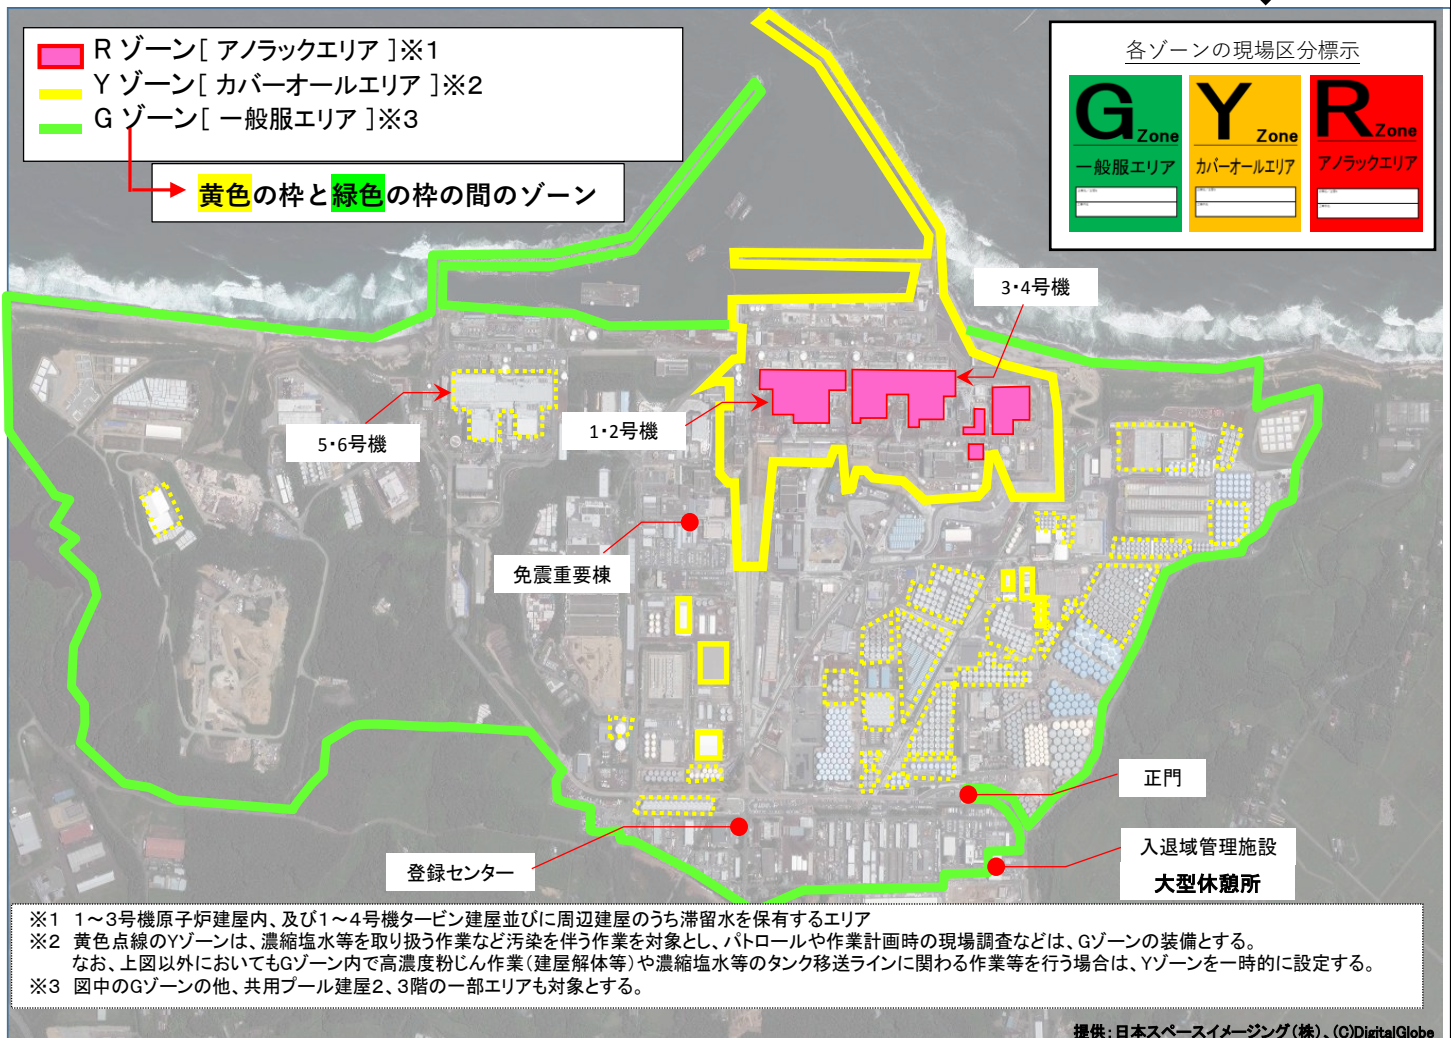 R ゾーン[ アノラックエリア ]※1
Y ゾーン[ カバーオールエリア ]※2
G ゾーン[ 一般服エリア ]※3
黄色の枠と緑色の枠の間のゾーン
各ゾーンの現場区分標示
G Zone
一般服エリア
Y Zone
カバーオールエリア
R Zone
アノラックエリア
3・4号機
1・2号機
5・6号機
免震重要棟
正門
登録センター
入退域管理施設
大型休憩所
※1 1～3号機原子炉建屋内、及び1～4号機タービン建屋並びに周辺建屋のうち滞留水を保有するエリア
※2 黄色点線のYゾーンは、濃縮塩水等を取り扱う作業など汚染を伴う作業を対象とし、パトロールや作業計画時の現場調査などは、Gゾーンの装備とする。
なお、上図以外においてもGゾーン内で高濃度粉じん作業(建屋解体等)や濃縮塩水等のタンク移送ラインに関わる作業等を行う場合は、Yゾーンを一時的に設定する。
※3 図中のGゾーンの他、共用プール建屋2、3階の一部エリアも対象とする。
提供：日本スペースイメージング(株)、(C)DigitalGlobe